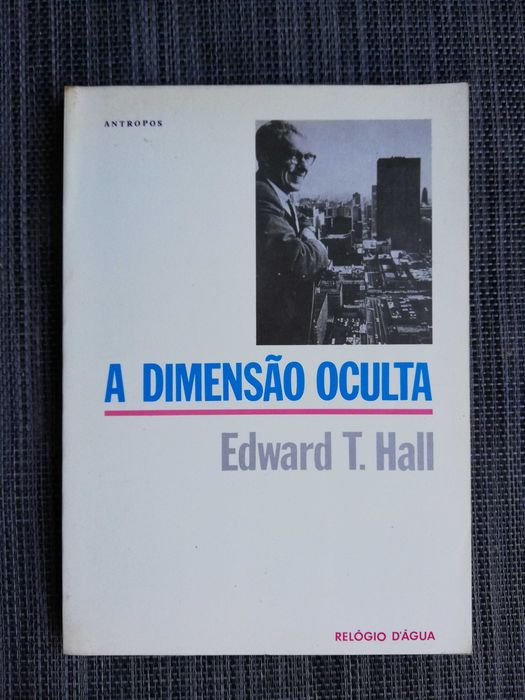 ANTROPOS
A DIMENSÃO OCULTA
Edward T. Hall
RELÓGIO D'ÁGUA